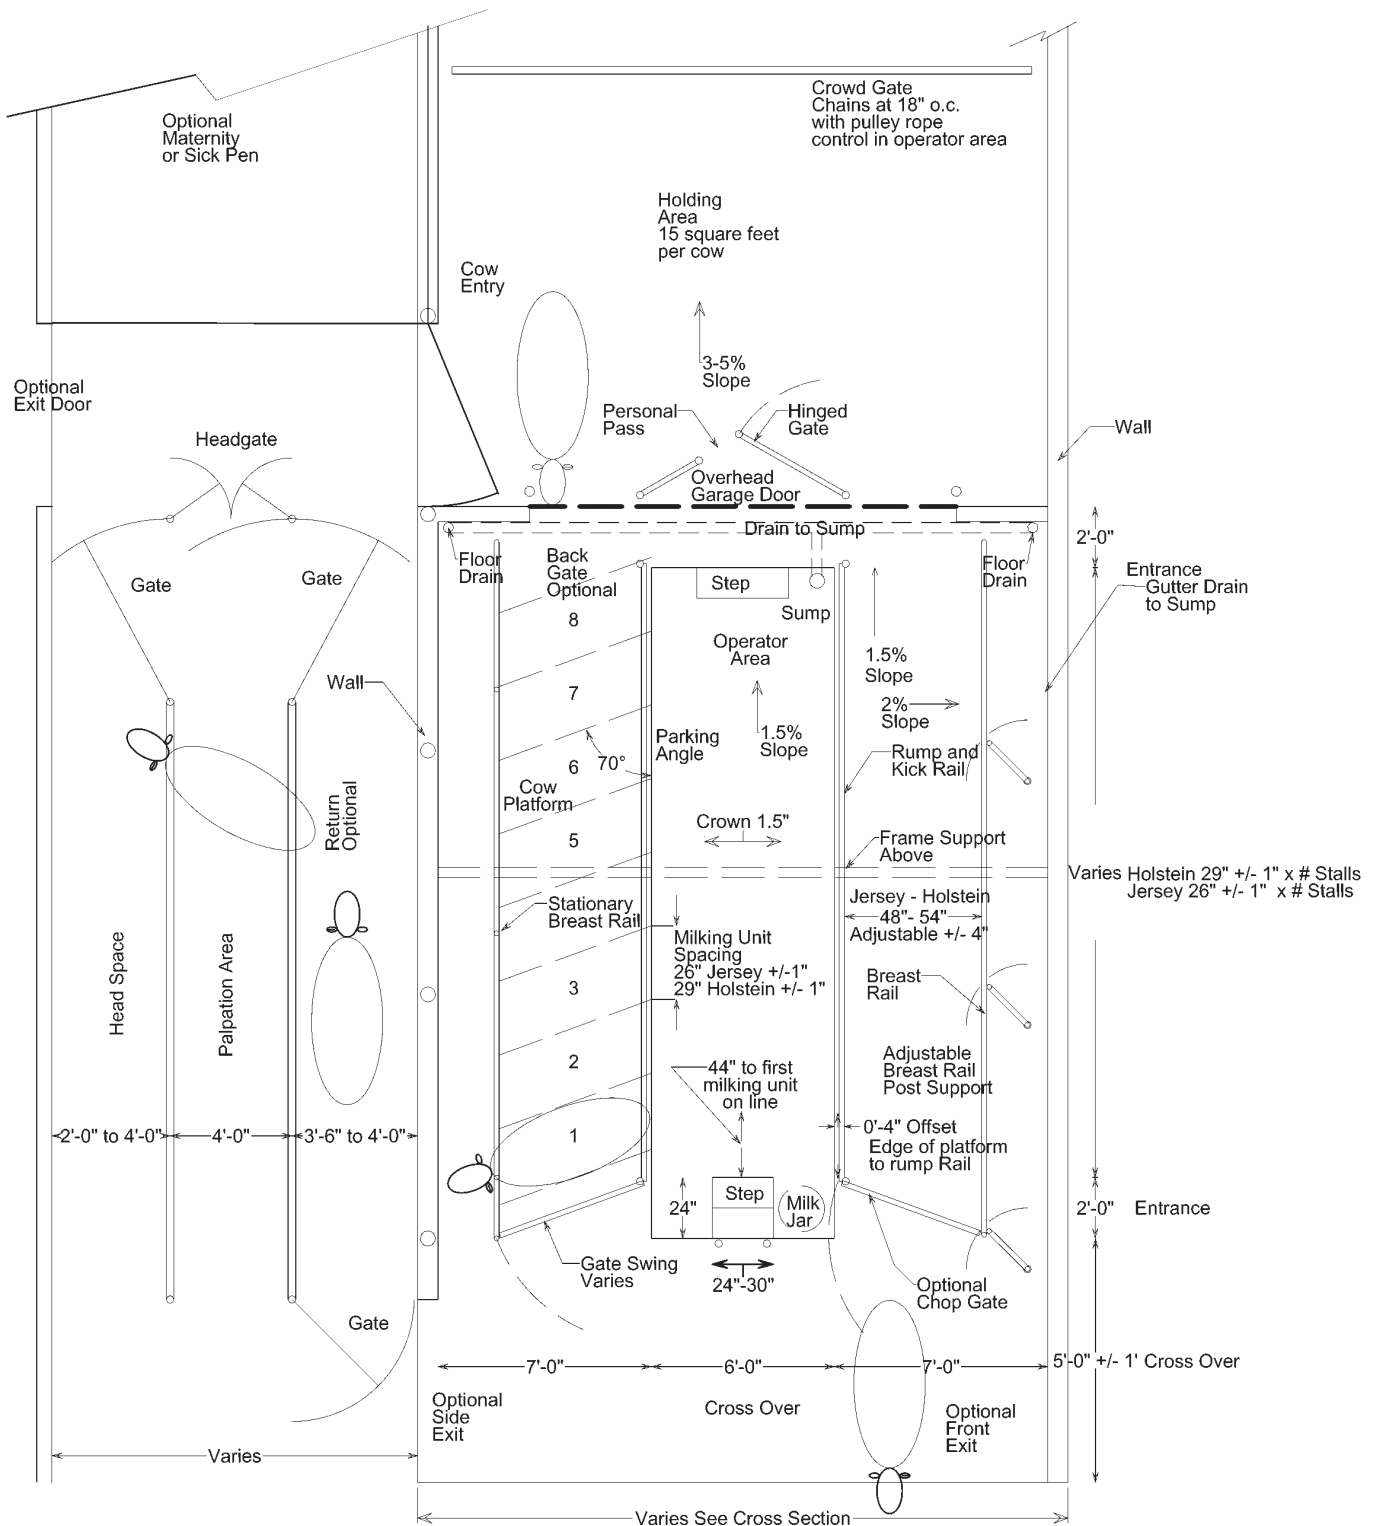 Crowd Gate
Chains at 18" o.c.
with pulley rope
control in operator area
Optional
Maternity
or Sick Pen
Holding
Area
15 square feet
per cow
Cow
Entry
3-5%
Slope
Optional
Exit Door
Personal
Pass
Hinged
Gate
Wall
Headgate
Overhead
Garage Door
Drain to Sump
2'-0"
Floor
Drain
Back
Gate
Optional
Floor
Drain
Entrance
Gutter Drain
to Sump
Gate
Gate
Step
Sump
8
Operator
Area
1.5%
Slope
Wall
7
2%
Slope
Parking
Angle
1.5%
Slope
Rump and
Kick Rail
6
70°
Cow
Platform
Return
Optional
Crown 1.5"
5
Frame Support
Above
Varies Holstein 29" +/- 1" x # Stalls
Jersey 26" +/- 1" x # Stalls
Jersey - Holstein
48"- 54"
Adjustable +/- 4"
Stationary
Breast Rail
Head Space
Palpation Area
Milking Unit
Spacing
26" Jersey +/-1"
29" Holstein +/- 1"
Breast
Rail
3
2
44" to first
milking unit
on line
Adjustable
Breast Rail
Post Support
2'-0" to 4'-0"
4'-0"
3'-6" to 4'-0"
1
0'-4" Offset
Edge of platform
to rump Rail
Step
24"
Milk
Jar
2'-0"
Entrance
Gate Swing
Varies
24"-30"
Optional
Chop Gate
Gate
7'-0"
6'-0"
7'-0"
5'-0" +/- 1' Cross Over
Optional
Side
Exit
Cross Over
Optional
Front
Exit
Varies
Varies See Cross Section